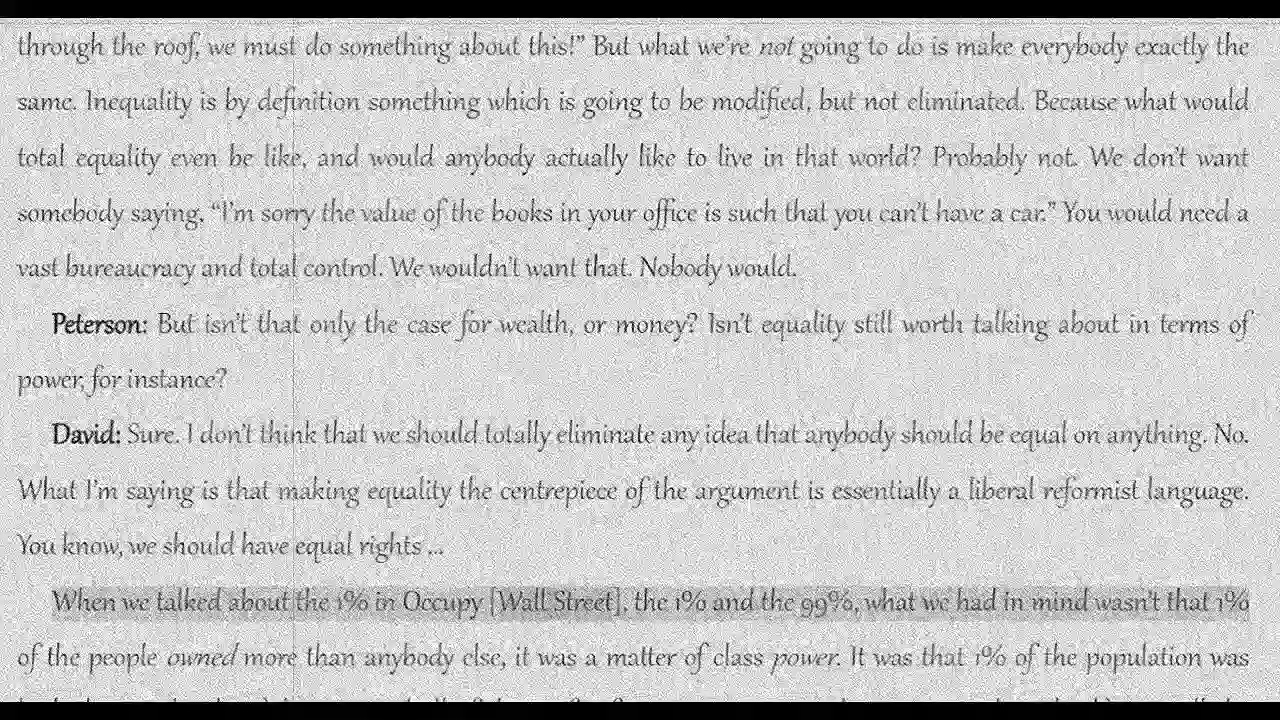 through the roof, we must do something about this!” But what we’re not going to do is make everybody exactly the
same. Inequality is by definition something which is going to be modified, but not eliminated. Because what would
total equality even be like, and would anybody actually like to live in that world? Probably not. We don’t want
somebody saying, “I’m sorry the value of the books in your office is such that you can’t have a car.” You would need a
vast bureaucracy and total control. We wouldn’t want that. Nobody would.
Peterson: But isn’t that only the case for wealth, or money? Isn’t equality still worth talking about in terms of
power, for instance?
David: Sure. I don’t think that we should totally eliminate any idea that anybody should be equal on anything. No.
What I’m saying is that making equality the centrepiece of the argument is essentially a liberal reformist language.
You know, we should have equal rights ...
When we talked about the 1% in Occupy [Wall Street], the 1% and the 99%, what we had in mind wasn’t that 1%
of the people owned more than anybody else, it was a matter of class power. It was that 1% of the population was